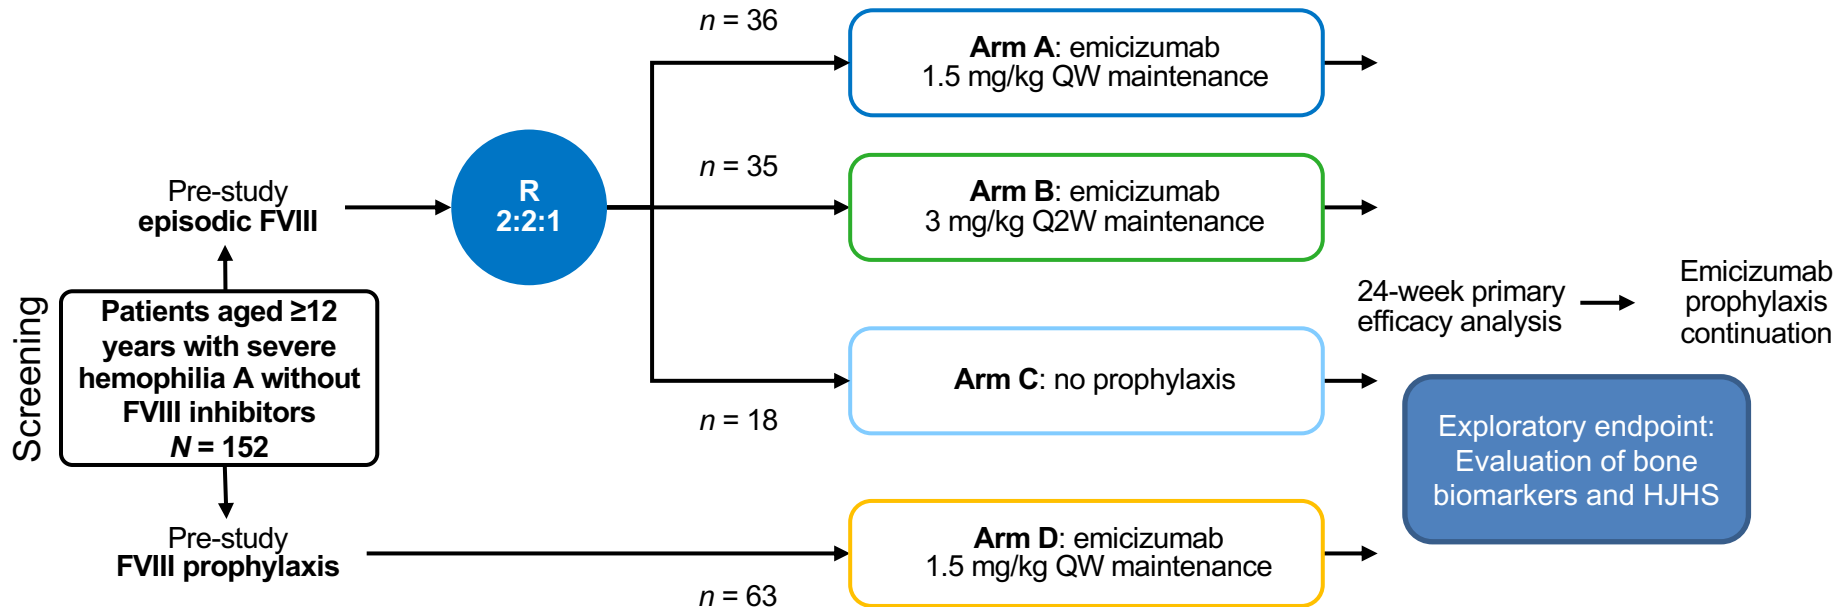 Screening
Patients aged ≥12
years with severe
hemophilia A without
FVIII inhibitors
N = 152
Pre-study
episodic FVIII
R
2:2:1
n = 36
Arm A: emicizumab
1.5 mg/kg QW maintenance
n = 35
Arm B: emicizumab
3 mg/kg Q2W maintenance
n = 18
Arm C: no prophylaxis
Pre-study
FVIII prophylaxis
n = 63
Arm D: emicizumab
1.5 mg/kg QW maintenance
24-week primary
efficacy analysis
Emicizumab
prophylaxis
continuation
Exploratory endpoint:
Evaluation of bone
biomarkers and HJHS